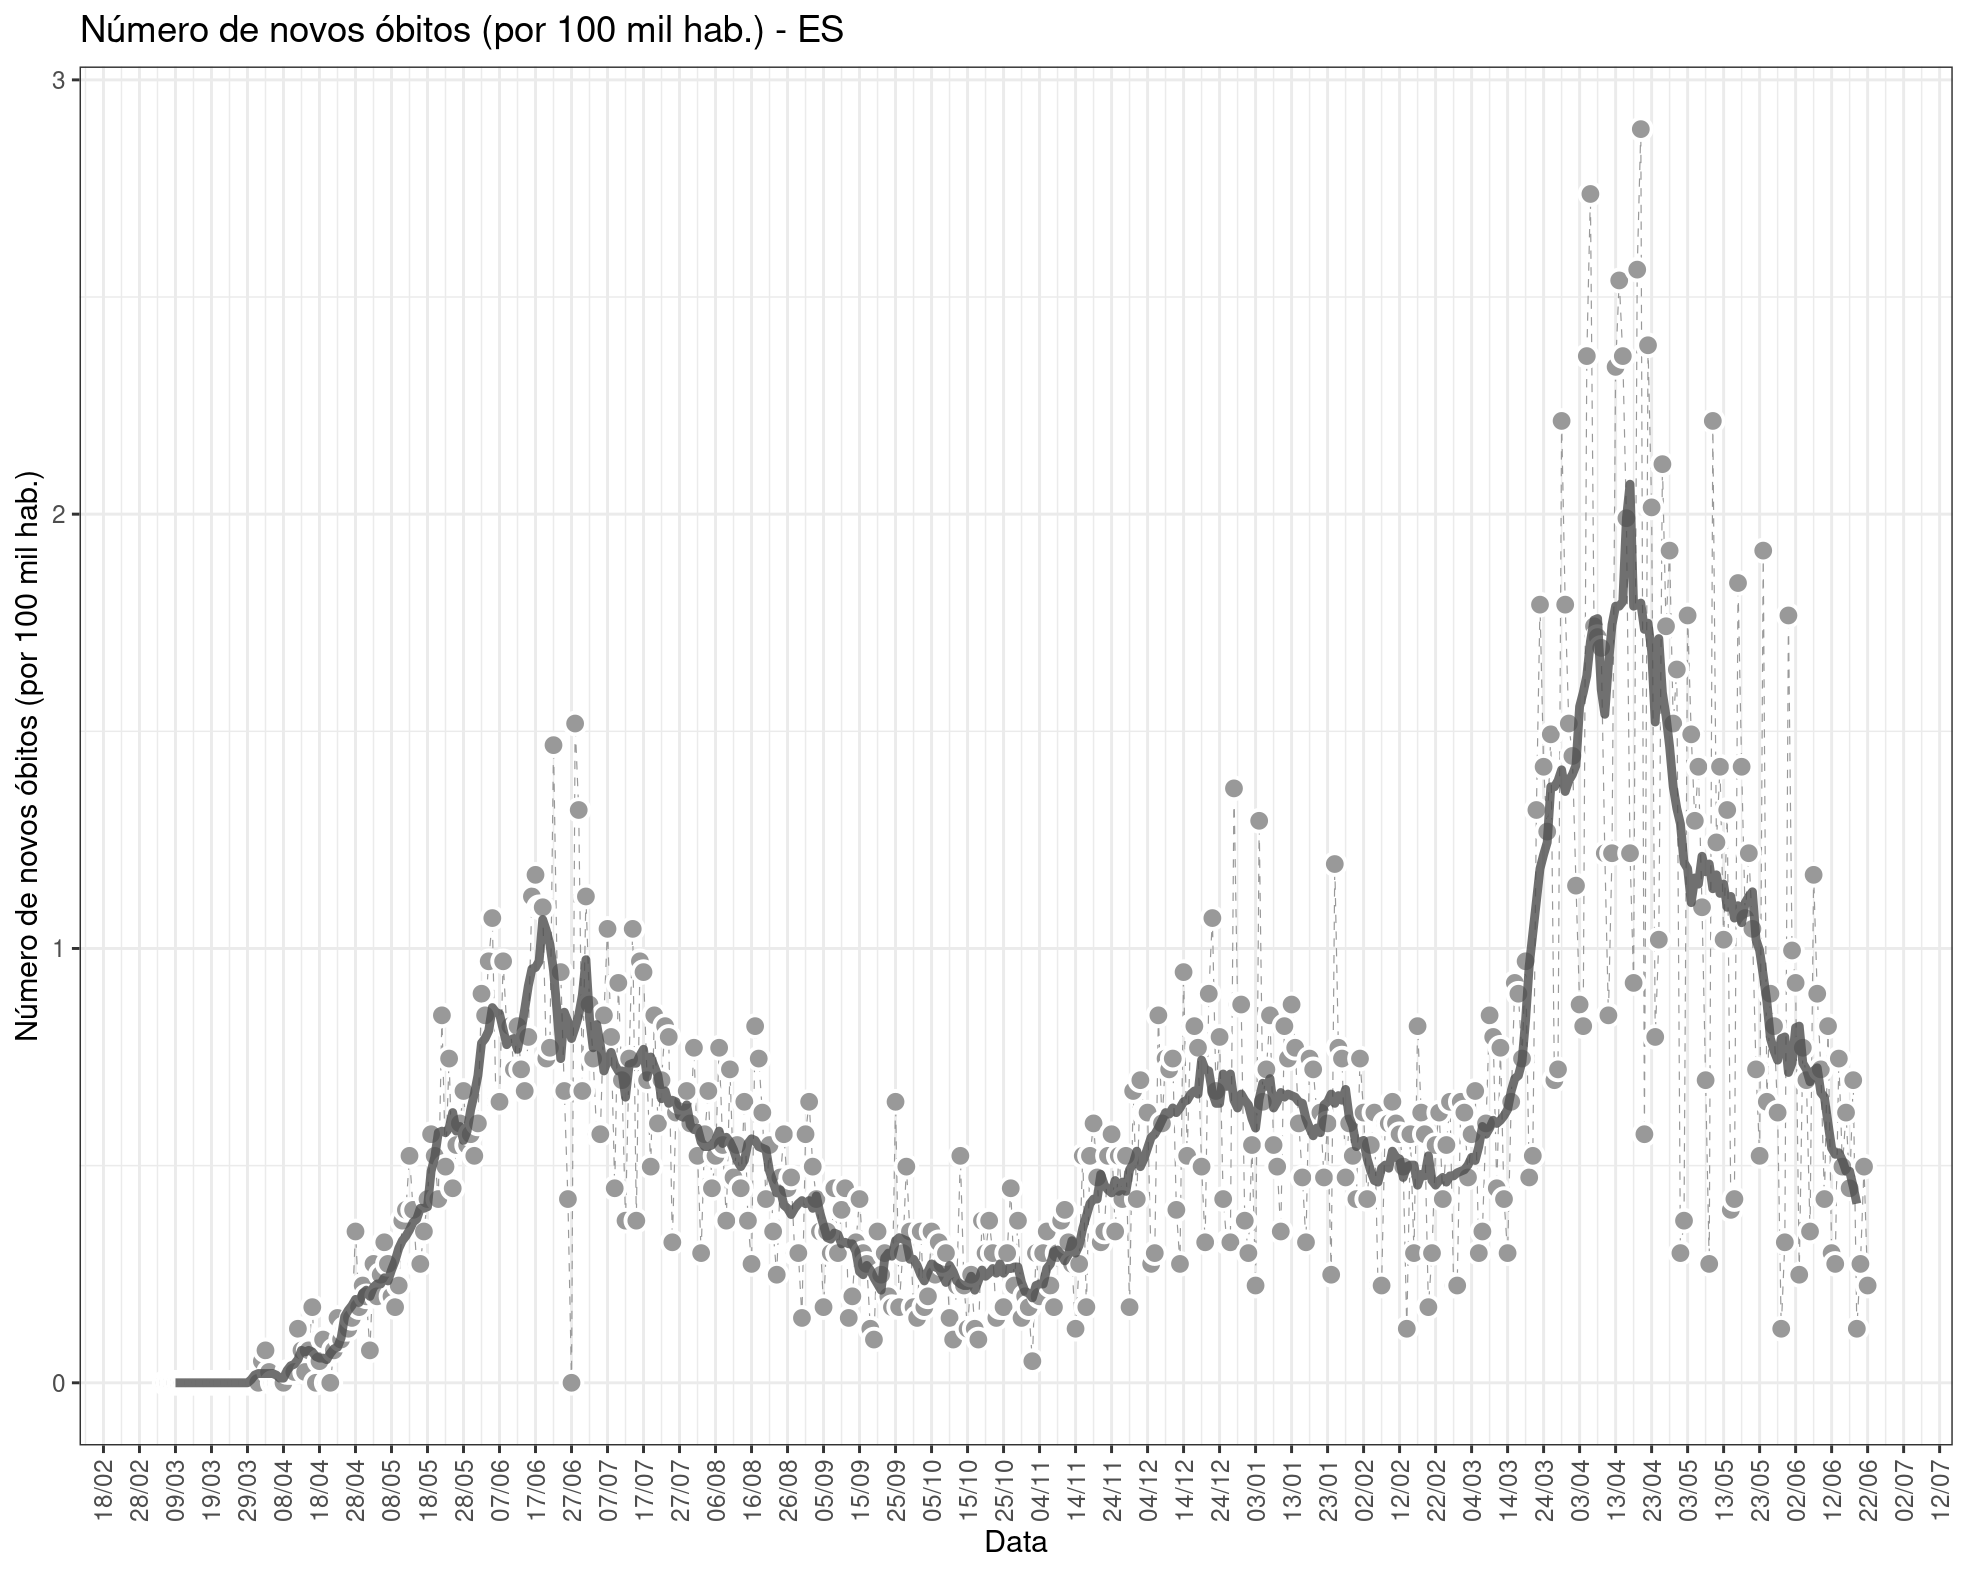 Número de novos óbitos (por 100 mil hab.) - ES
Número de novos óbitos (por 100 mil hab.)
3
2
1
0
18/02 28/02 09/03 19/03 29/03 08/04 18/04 28/04 08/05 18/05 28/05 07/06 17/06 27/06 07/07 17/07 27/07 06/08 16/08 26/08 05/09 15/09 25/09 05/10 15/10 25/10 04/11 14/11 24/11 04/12 14/12 24/12 03/01 13/01 23/01 02/02 12/02 22/02 04/03 14/03 24/03 03/04 13/04 23/04 03/05 13/05 23/05 02/06 12/06 22/06 02/07 12/07
Data